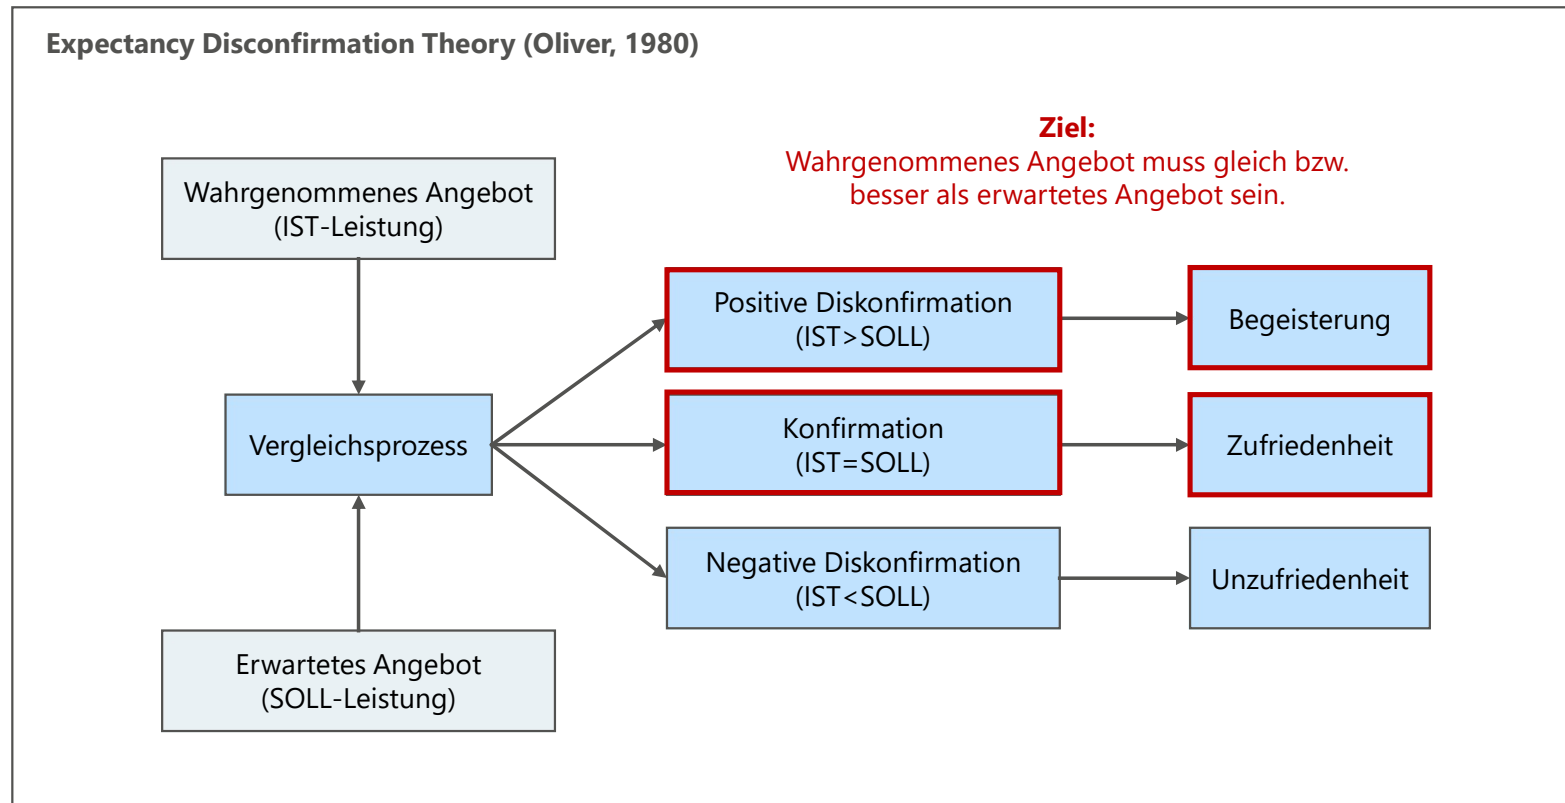 Expectancy Disconfirmation Theory (Oliver, 1980)
Ziel:
Wahrgenommenes Angebot muss gleich bzw.
besser als erwartetes Angebot sein.
Wahrgenommenes Angebot
(IST-Leistung)
Positive Diskonfirmation
(IST>SOLL)
Begeisterung
Vergleichsprozess
Konfirmation
(IST=SOLL)
Zufriedenheit
Negative Diskonfirmation
(IST<SOLL)
Unzufriedenheit
Erwartetes Angebot
(SOLL-Leistung)